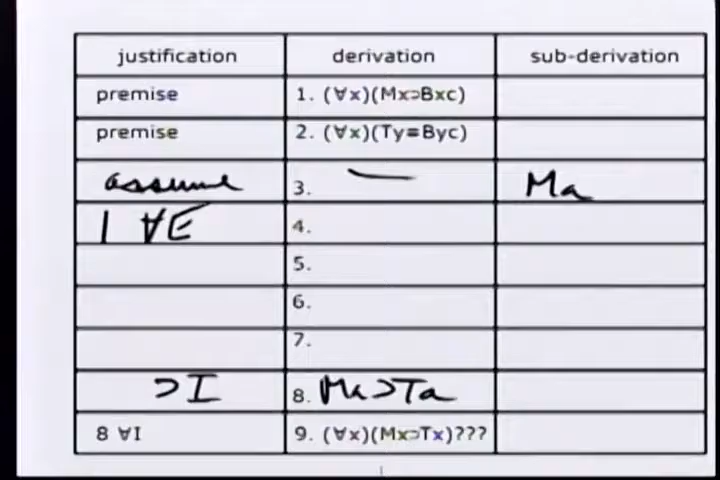 justification derivation sub-derivation
premise 1. (∀x)(Mx⊃Bxc)
premise 2. (∀x)(Ty≡Byc)
assume 3. — Ma
1 ∀E 4.
5.
6.
7.
⊃I 8. Ma⊃Ta
8 ∀I 9. (∀x)(Mx⊃Tx)???